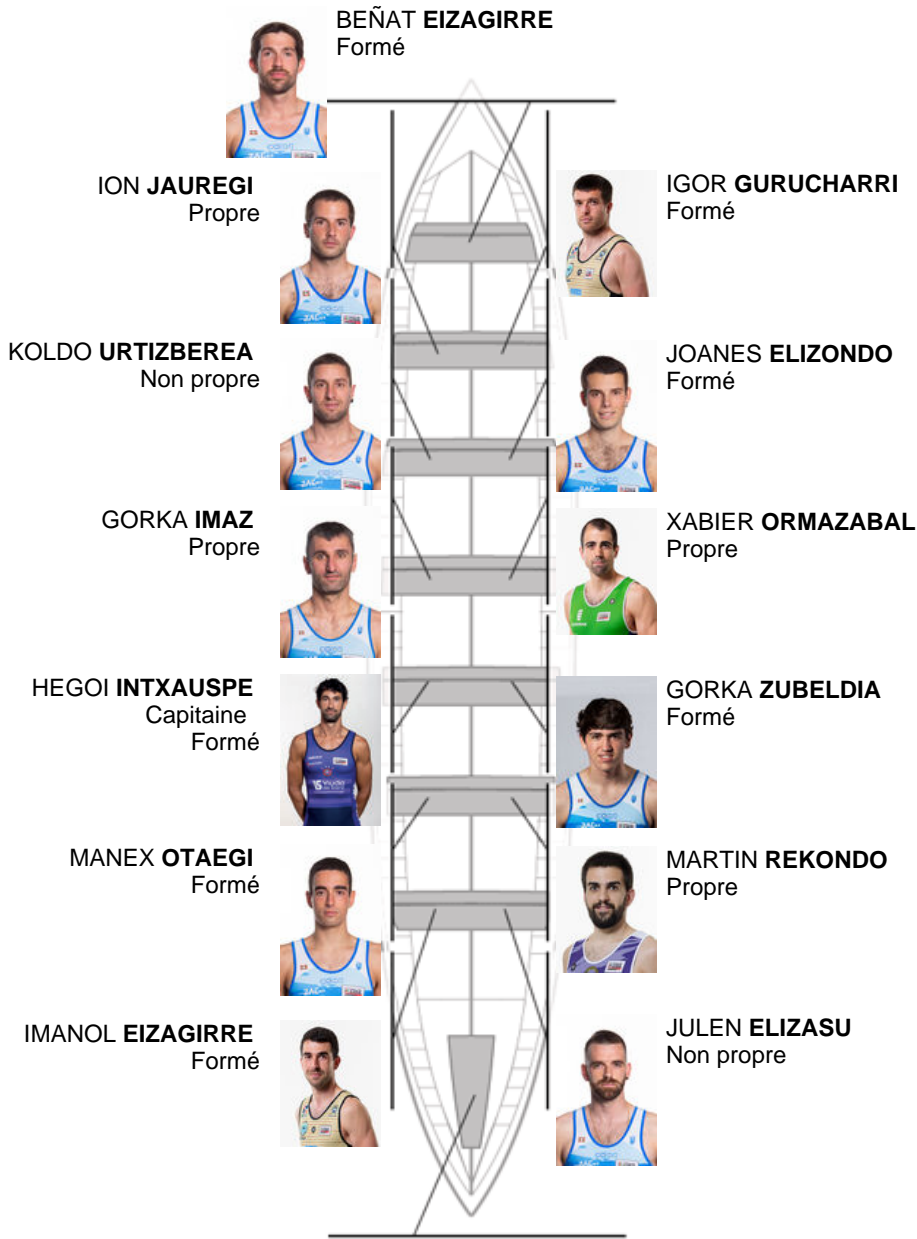 BEÑAT EIZAGIRRE
Formé
ION JAUREGI
Propre
IGOR GURUCHARRI
Formé
KOLDO URTIZBEREA
Non propre
JOANES ELIZONDO
Formé
GORKA IMAZ
Propre
XABIER ORMAZABAL
Propre
HEGOI INTXAUSPE
Capitaine
Formé
GORKA ZUBELDIA
Formé
MANEX OTAEGI
Formé
MARTIN REKONDO
Propre
IMANOL EIZAGIRRE
Formé
JULEN ELIZASU
Non propre